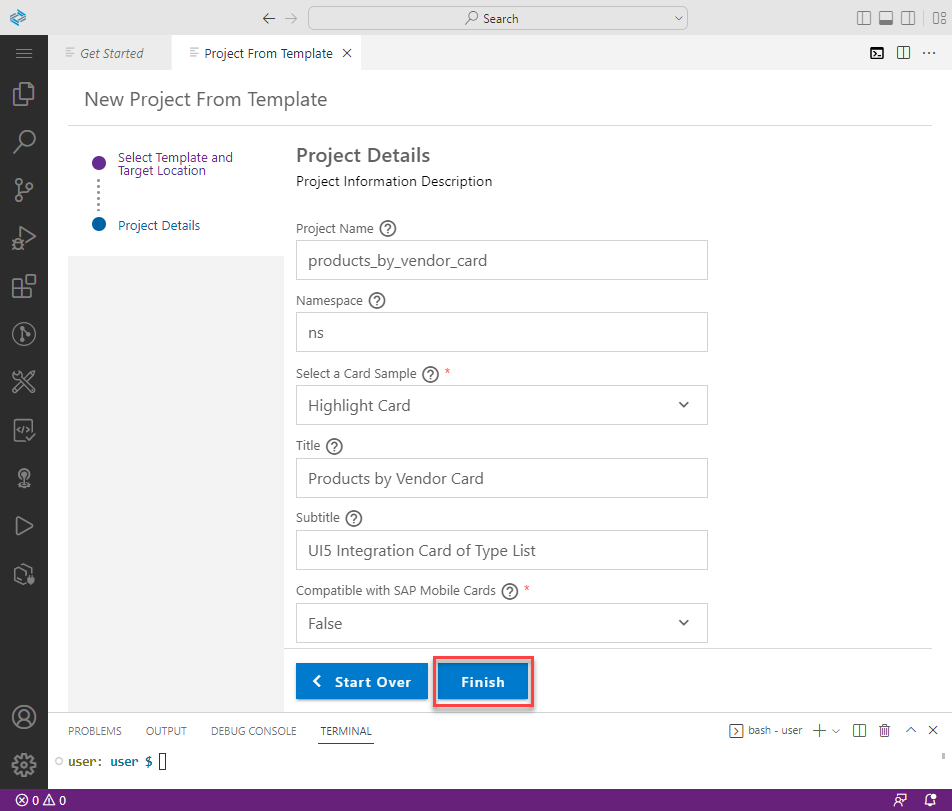 Search
Get Started
Project From Template
New Project From Template
Select Template and
Target Location
Project Details
Project Details
Project Information Description
Project Name
products_by_vendor_card
Namespace
ns
Select a Card Sample *
Highlight Card
Title
Products by Vendor Card
Subtitle
UI5 Integration Card of Type List
Compatible with SAP Mobile Cards *
False
Start Over
Finish
PROBLEMS OUTPUT DEBUG CONSOLE TERMINAL
bash - user
user: user $
0 0